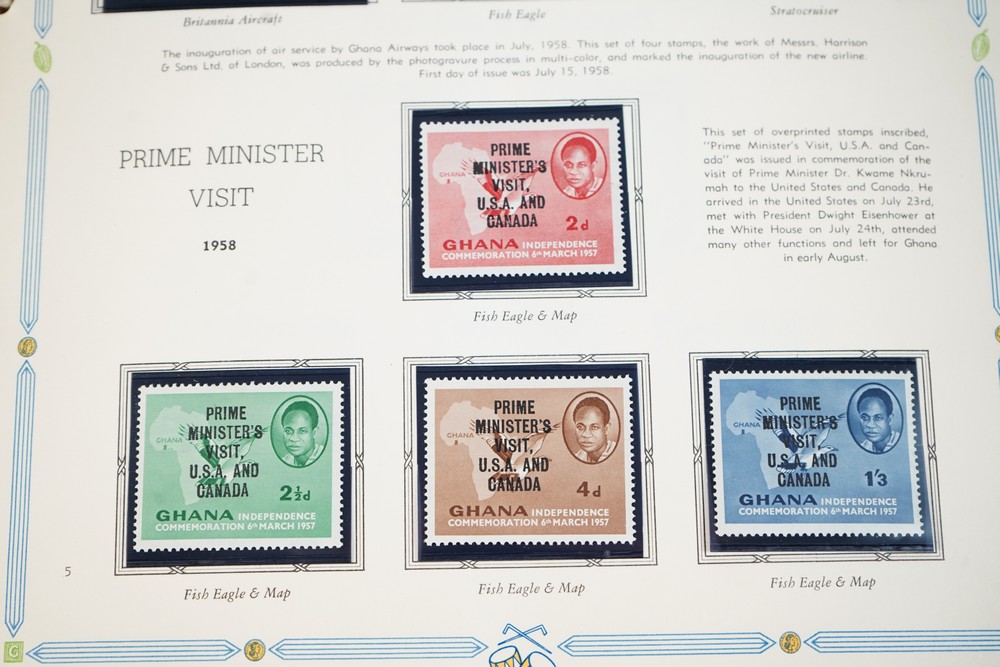 Britannia Aircraft
Fish Eagle
Stratocruiser
The inauguration of air service by Ghana Airways took place in July, 1958. This set of four stamps, the work of Messrs. Harrison
& Sons Ltd. of London, was produced by the photogravure process in multi-color, and marked the inauguration of the new airline.
First day of issue was July 15, 1958.
PRIME MINISTER
VISIT
1958
PRIME
MINISTER'S
VISIT,
U.S.A. AND
CANADA
GHANA
2d
GHANA INDEPENDENCE
COMMEMORATION 6th MARCH 1957
Fish Eagle & Map
This set of overprinted stamps inscribed,
"Prime Minister's Visit, U.S.A. and Can-
ada" was issued in commemoration of the
visit of Prime Minister Dr. Kwame Nkru-
mah to the United States and Canada. He
arrived in the United States on July 23rd,
met with President Dwight Eisenhower at
the White House on July 24th, attended
many other functions and left for Ghana
in early August.
PRIME
MINISTER'S
VISIT,
U.S.A. AND
CANADA
GHANA
2½d
GHANA INDEPENDENCE
COMMEMORATION 6th MARCH 1957
Fish Eagle & Map
PRIME
MINISTER'S
VISIT,
U.S.A. AND
CANADA
GHANA
4d
GHANA INDEPENDENCE
COMMEMORATION 6th MARCH 1957
Fish Eagle & Map
PRIME
MINISTER'S
VISIT,
U.S.A. AND
CANADA
GHANA
1'3
GHANA INDEPENDENCE
COMMEMORATION 6th MARCH 1957
Fish Eagle & Map
5
G